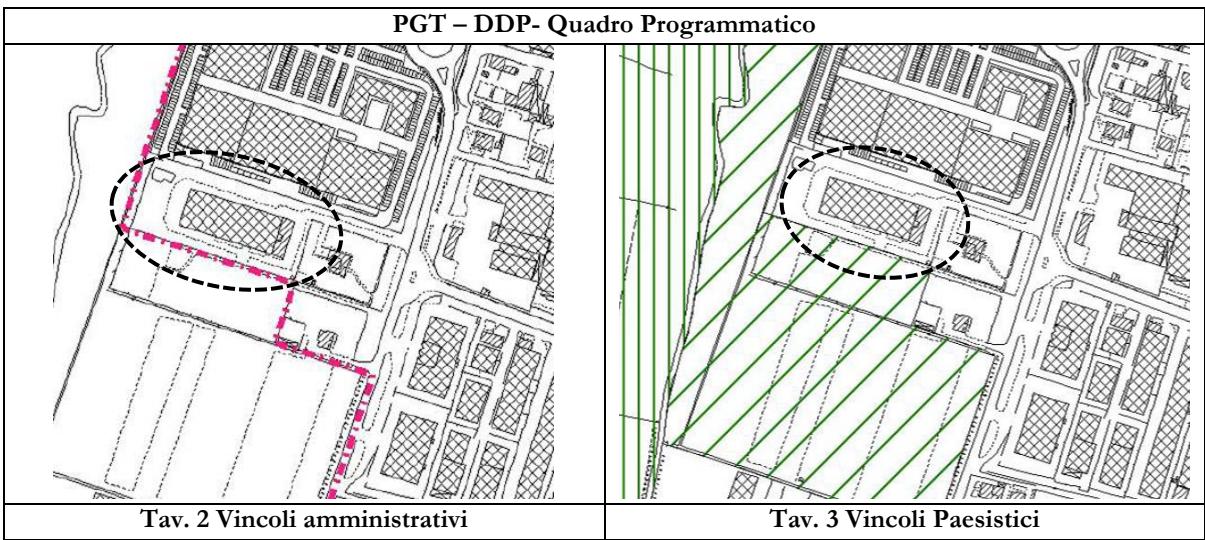 PGT – DDP- Quadro Programmatico
Tav. 2 Vincoli amministrativi
Tav. 3 Vincoli Paesistici